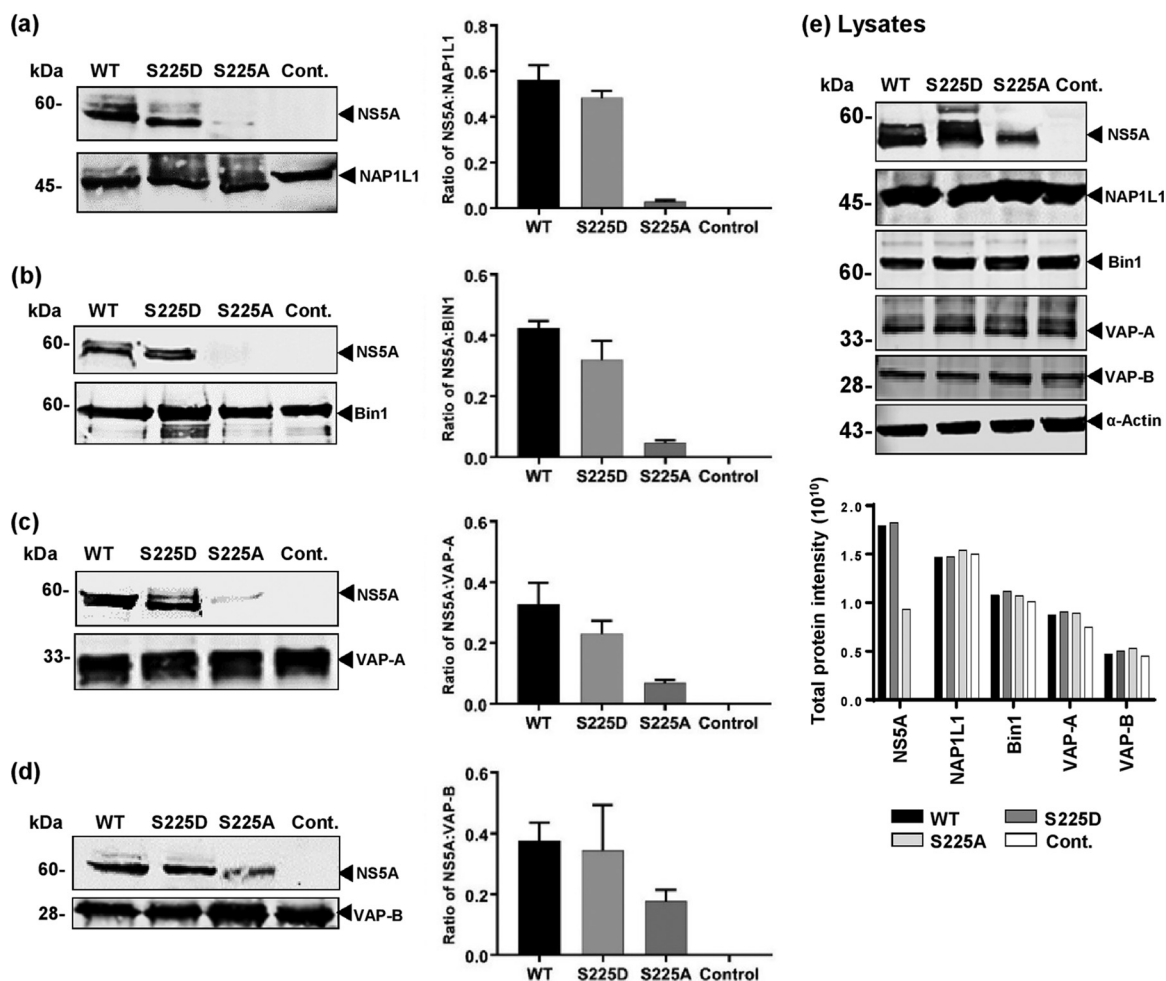 (a)
kDa
WT S225D S225A Cont.
60-
NS5A
45-
NAP1L1
Ratio of NS5A:NAP1L1
0.8
0.6
0.4
0.2
0.0
WT S225D S225A Control
(b)
kDa
WT S225D S225A Cont.
60-
NS5A
60-
Bin1
Ratio of NS5A:BIN1
0.6
0.4
0.2
0.0
WT S225D S225A Control
(c)
kDa
WT S225D S225A Cont.
60-
NS5A
33-
VAP-A
Ratio of NS5A:VAP-A
0.6
0.4
0.2
0.0
WT S225D S225A Control
(d)
kDa
WT S225D S225A Cont.
60-
NS5A
28-
VAP-B
Ratio of NS5A:VAP-B
0.6
0.4
0.2
0.0
WT S225D S225A Control
(e) Lysates
kDa
WT S225D S225A Cont.
60
NS5A
45-
NAP1L1
60-
Bin1
33-
VAP-A
28-
VAP-B
43-
α-Actin
Total protein intensity (10¹⁰)
2.0
1.5
1.0
0.5
0.0
NS5A
NAP1L1
Bin1
VAP-A
VAP-B
WT S225D
S225A Cont.